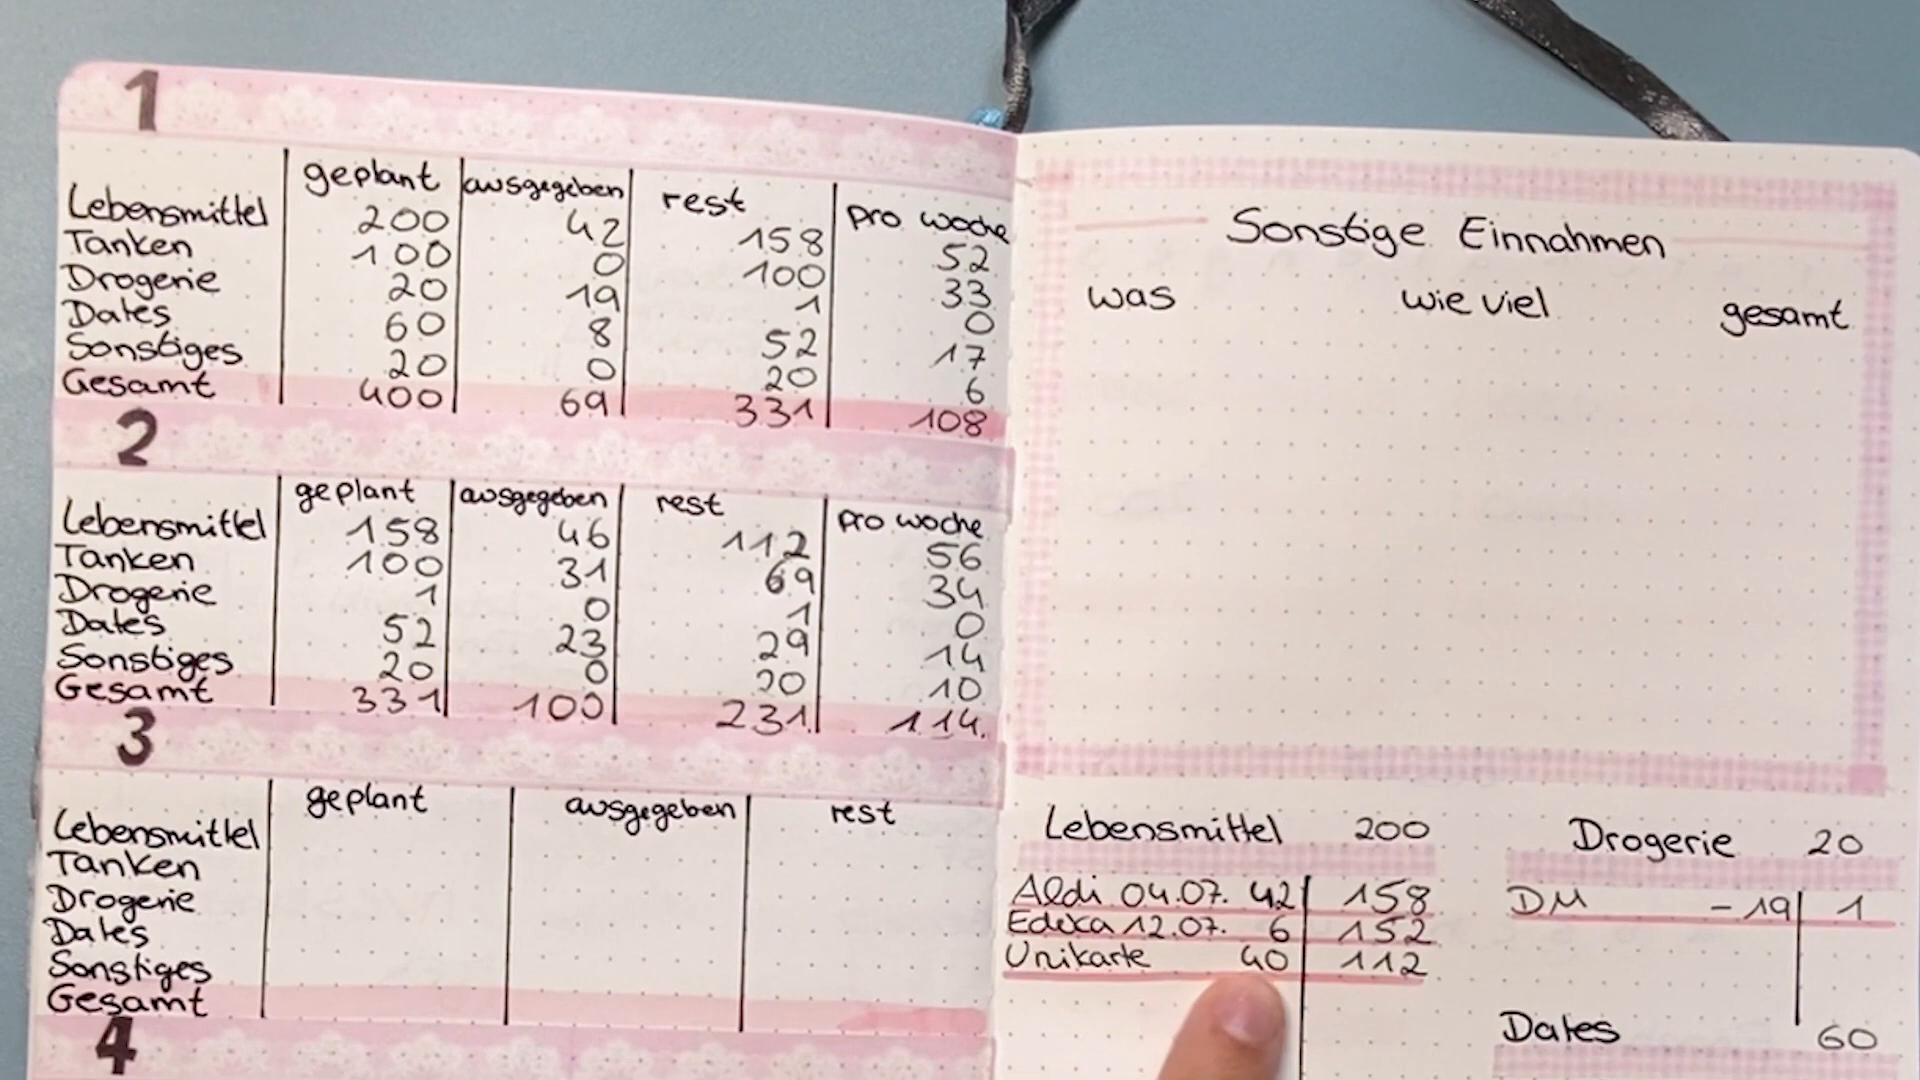 1
geplant ausgegeben rest pro woche
Lebensmittel 200 42 158 52
Tanken 100 0 100 33
Drogerie 20 19 1 0
Dates 60 8 52 17
Sonstiges 20 0 20 6
Gesamt 400 69 331 108
2
geplant ausgegeben rest pro woche
Lebensmittel 158 46 112 56
Tanken 100 31 69 34
Drogerie 1 0 1 0
Dates 52 23 29 14
Sonstiges 20 0 20 10
Gesamt 331 100 231 114
3
geplant ausgegeben rest
Lebensmittel
Tanken
Drogerie
Dates
Sonstiges
Gesamt
4
Sonstige Einnahmen
was wie viel gesamt
Lebensmittel 200
Aldi 04.07. 42 158
Edeka 12.07. 6 152
Unikarte 40 112
Drogerie 20
DM -19 1
Dates 60